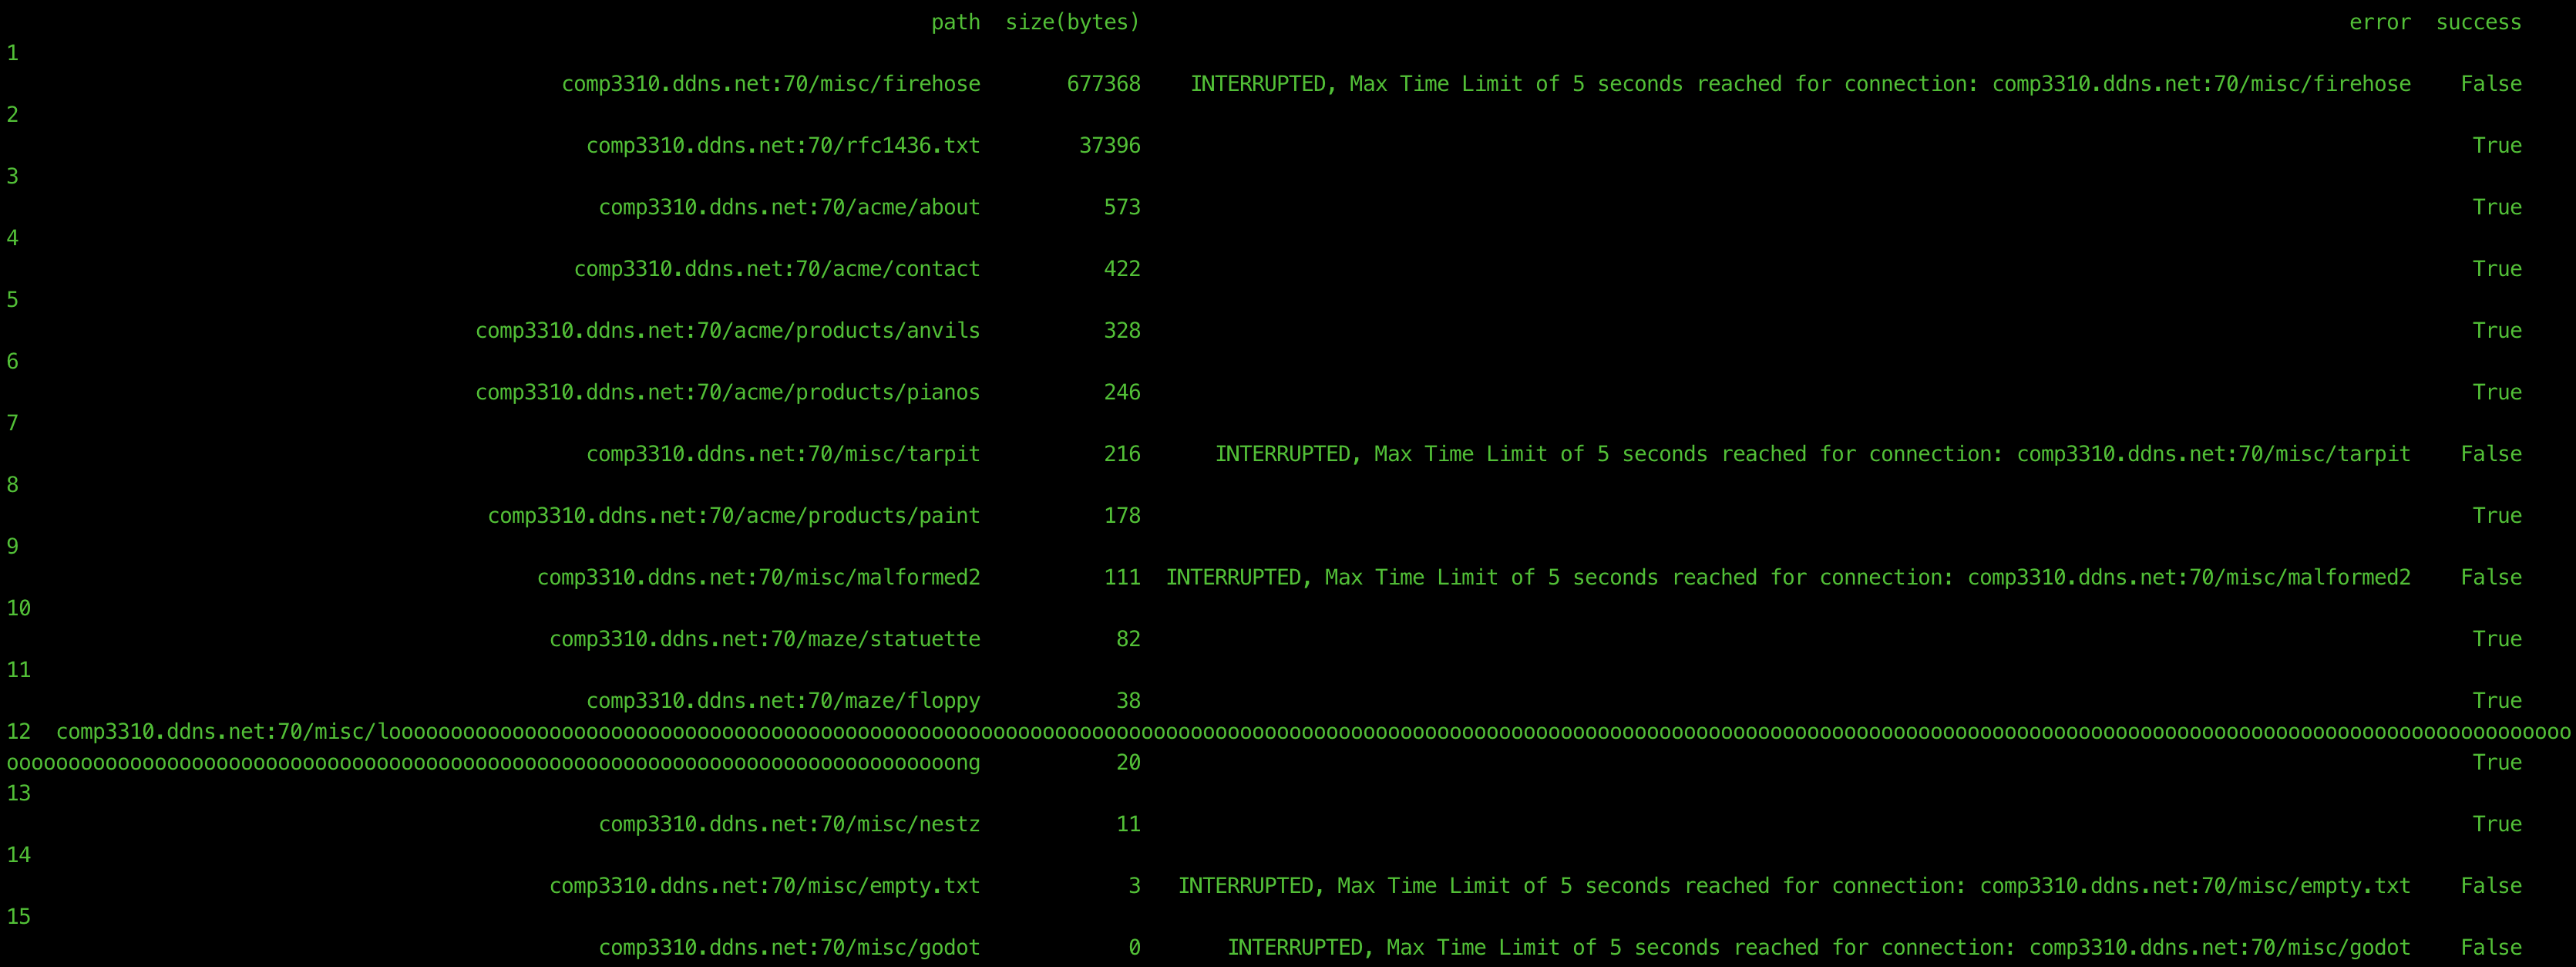 path size(bytes) error success
1
comp3310.ddns.net:70/misc/firehose 677368 INTERRUPTED, Max Time Limit of 5 seconds reached for connection: comp3310.ddns.net:70/misc/firehose False
2
comp3310.ddns.net:70/rfc1436.txt 37396 True
3
comp3310.ddns.net:70/acme/about 573 True
4
comp3310.ddns.net:70/acme/contact 422 True
5
comp3310.ddns.net:70/acme/products/anvils 328 True
6
comp3310.ddns.net:70/acme/products/pianos 246 True
7
comp3310.ddns.net:70/misc/tarpit 216 INTERRUPTED, Max Time Limit of 5 seconds reached for connection: comp3310.ddns.net:70/misc/tarpit False
8
comp3310.ddns.net:70/acme/products/paint 178 True
9
comp3310.ddns.net:70/misc/malformed2 111 INTERRUPTED, Max Time Limit of 5 seconds reached for connection: comp3310.ddns.net:70/misc/malformed2 False
10
comp3310.ddns.net:70/maze/statuette 82 True
11
comp3310.ddns.net:70/maze/floppy 38 True
12 comp3310.ddns.net:70/misc/looooooooooooooooooooooooooooooooooooooooooooooooooooooooooooooooooooooooooooooooooooooooooooooooooooooooooooooooooooooooooooooooooooooooooooooooooooooooooooooooooooooooooooooooo
oooooooooooooooooooooooooooooooooooooooooooooooooooooooooooooooooooooooooooooong 20 True
13
comp3310.ddns.net:70/misc/nestz 11 True
14
comp3310.ddns.net:70/misc/empty.txt 3 INTERRUPTED, Max Time Limit of 5 seconds reached for connection: comp3310.ddns.net:70/misc/empty.txt False
15
comp3310.ddns.net:70/misc/godot 0 INTERRUPTED, Max Time Limit of 5 seconds reached for connection: comp3310.ddns.net:70/misc/godot False